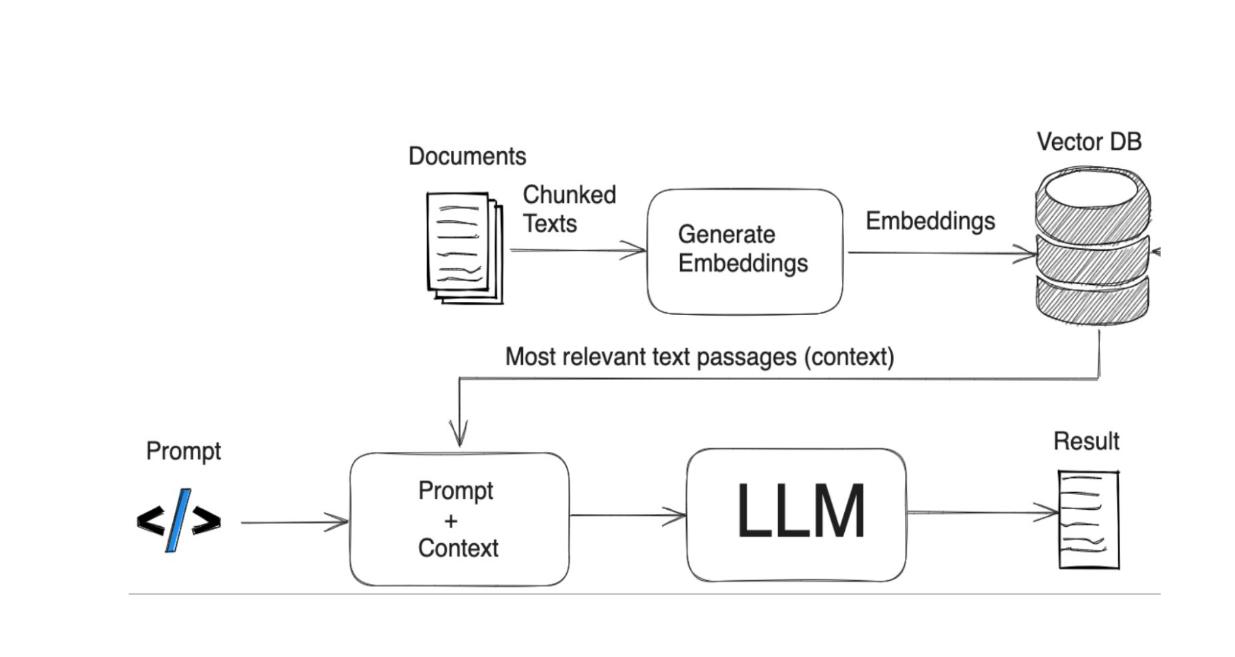 Documents
Chunked
Texts
Generate
Embeddings
Embeddings
Vector DB
Most relevant text passages (context)
Prompt
</>
Prompt
+
Context
LLM
Result